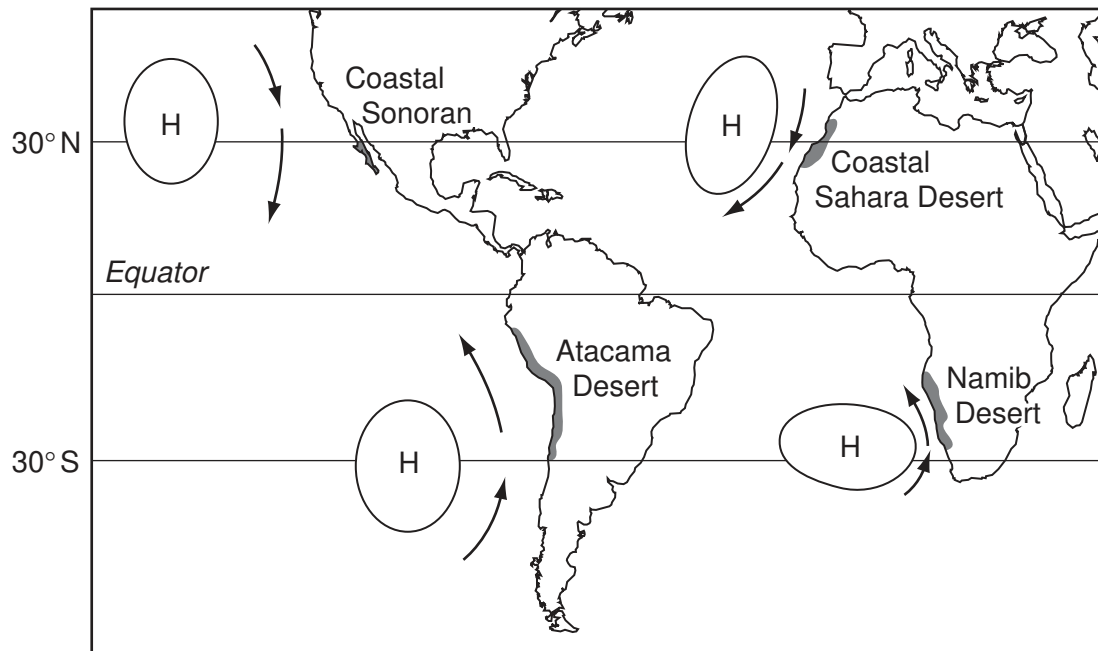 Coastal
Sonoran
H
H
30° N
Coastal
Sahara Desert
Equator
Atacama
Desert
Namib
Desert
H
H
30° S